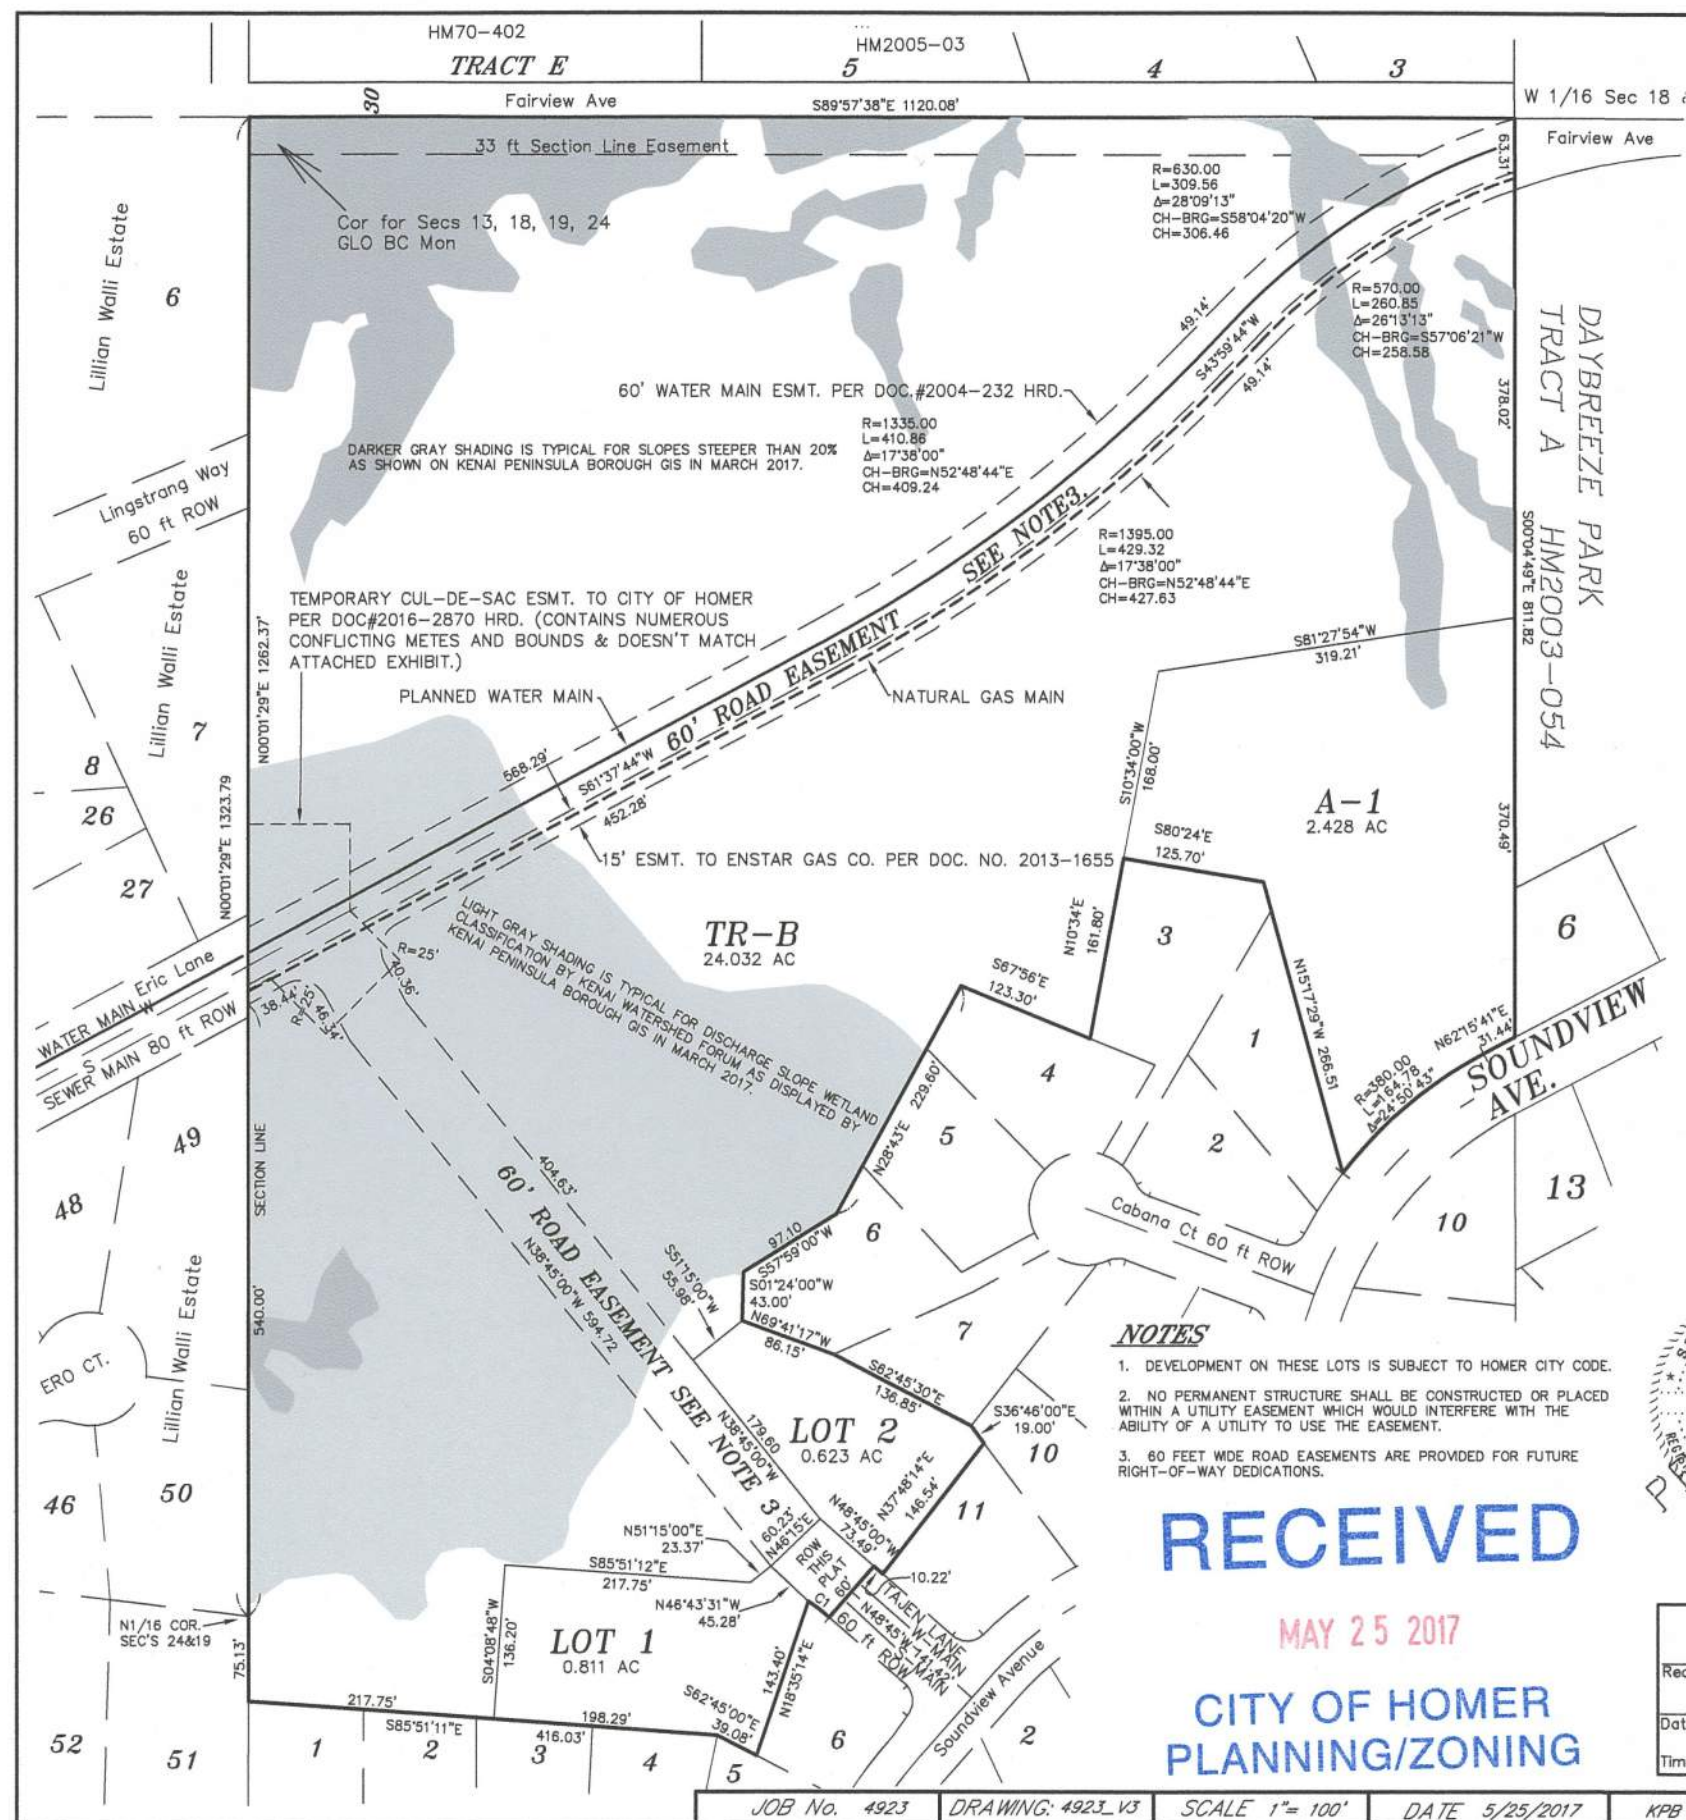 HM70-402
TRACT E
HM2005-03
5
4
3
30
Fairview Ave
S89°57'38"E 1120.08'
W 1/16 Sec 18
Fairview Ave
33 ft Section Line Easement
63.31'
Cor for Secs 13, 18, 19, 24
GLO BC Mon
R=630.00
L=309.56
Δ=28°09'13"
CH-BRG=S58°04'20"W
CH=306.46
R=570.00
L=260.85
Δ=26°13'13"
CH-BRG=S57°06'21"W
CH=258.58
Lillian Walli Estate
6
49.14'
S43°59'44"W
49.14'
378.02'
DAYBREEZE PARK
TRACT A HM2003-054
60' WATER MAIN ESMT. PER DOC.#2004-232 HRD.
DARKER GRAY SHADING IS TYPICAL FOR SLOPES STEEPER THAN 20%
AS SHOWN ON KENAI PENINSULA BOROUGH GIS IN MARCH 2017.
R=1335.00
L=410.86
Δ=17°38'00"
CH-BRG=N52°48'44"E
CH=409.24
Lingstrang Way
60 ft ROW
SEE NOTE3.
R=1395.00
L=429.32
Δ=17°38'00"
CH-BRG=N52°48'44"E
CH=427.63
S00°04'49"E 811.82
TEMPORARY CUL-DE-SAC ESMT. TO CITY OF HOMER
PER DOC#2016-2870 HRD. (CONTAINS NUMEROUS
CONFLICTING METES AND BOUNDS & DOESN'T MATCH
ATTACHED EXHIBIT.)
N00°01'29"E 1262.37'
Lillian Walli Estate
7
S81°27'54"W
319.21'
PLANNED WATER MAIN
60' ROAD EASEMENT
NATURAL GAS MAIN
8
26
27
N00°01'29"E 1323.79
568.29'
S61°37'44"W
452.28'
S10°34'00"W
168.00'
A-1
2.428 AC
370.49'
S80°24'E
125.70'
15' ESMT. TO ENSTAR GAS CO. PER DOC. NO. 2013-1655
LIGHT GRAY SHADING IS TYPICAL FOR DISCHARGE SLOPE WETLAND
CLASSIFICATION BY KENAI WATERSHED FORUM AS DISPLAYED BY
KENAI PENINSULA BOROUGH GIS IN MARCH 2017.
TR-B
24.032 AC
N10°34'E
161.80'
3
6
R=25'
40.36'
Eric Lane
WATER MAIN W
S
SEWER MAIN 80 ft ROW
38.44'
R=25'
46.34'
S67°56'E
123.30'
N15°17'29"W 266.51
1
N62°15'41"E
31.44'
SOUNDVIEW
AVE.
R=380.00
L=164.78
Δ=24°50'43"
4
229.60'
N28°43'E
5
2
49
48
SECTION LINE
404.63'
60' ROAD EASEMENT SEE NOTE 3
N38°45'00"W 594.72
13
10
Cabana Ct 60 ft ROW
6
97.10
S57°59'00"W
S51°15'00"W
55.98'
S01°24'00"W
43.00'
N69°41'17"W
86.15'
7
540.00'
Lillian Walli Estate
ERO CT.
S62°45'30"E
136.85'
S36°46'00"E
19.00'
NOTES
1. DEVELOPMENT ON THESE LOTS IS SUBJECT TO HOMER CITY CODE.
2. NO PERMANENT STRUCTURE SHALL BE CONSTRUCTED OR PLACED
WITHIN A UTILITY EASEMENT WHICH WOULD INTERFERE WITH THE
ABILITY OF A UTILITY TO USE THE EASEMENT.
3. 60 FEET WIDE ROAD EASEMENTS ARE PROVIDED FOR FUTURE
RIGHT-OF-WAY DEDICATIONS.
179.60
N38°45'00"W
LOT 2
0.623 AC
10
N37°48'14"E
146.54'
46
50
N48°45'00"W
73.49'
11
N51°15'00"E
23.37'
60.23'
N46°15'E
ROW
THIS
PLAT
C1
60'
10.22'
S85°51'12"E
217.75'
N46°43'31"W
45.28'
TAJEN LANE
W-MAIN
N48°45'W 141.42'
S-MAIN
60 ft
ROW
RECEIVED
MAY 25 2017
CITY OF HOMER
PLANNING/ZONING
N1/16 COR.
SEC'S 24&19
75.13'
S04°08'48"W
136.20'
LOT 1
0.811 AC
143.40'
N18°35'14"E
S62°45'00"E
39.08'
Soundview Avenue
217.75'
S85°51'11"E
198.29'
416.03'
52
51
1
2
3
4
5
6
2
Dat
Tim
JOB No. 4923
DRAWING: 4923_V3
SCALE 1"= 100'
DATE 5/25/2017
KPB